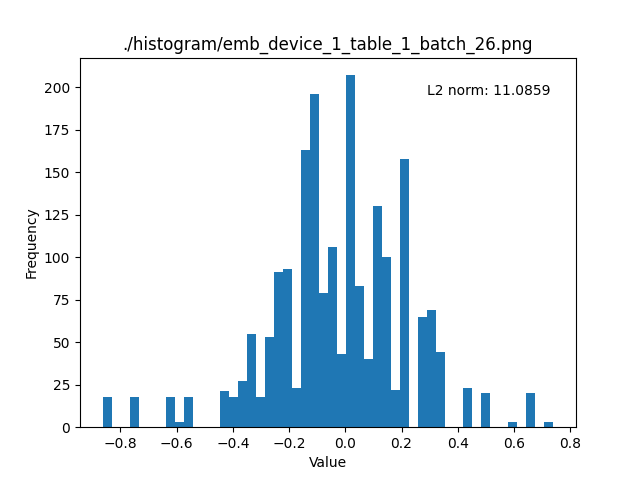 ./histogram/emb_device_1_table_1_batch_26.png
L2 norm: 11.0859
200
175
150
125
100
75
50
25
0
Frequency
−0.8 −0.6 −0.4 −0.2 0.0 0.2 0.4 0.6 0.8
Value